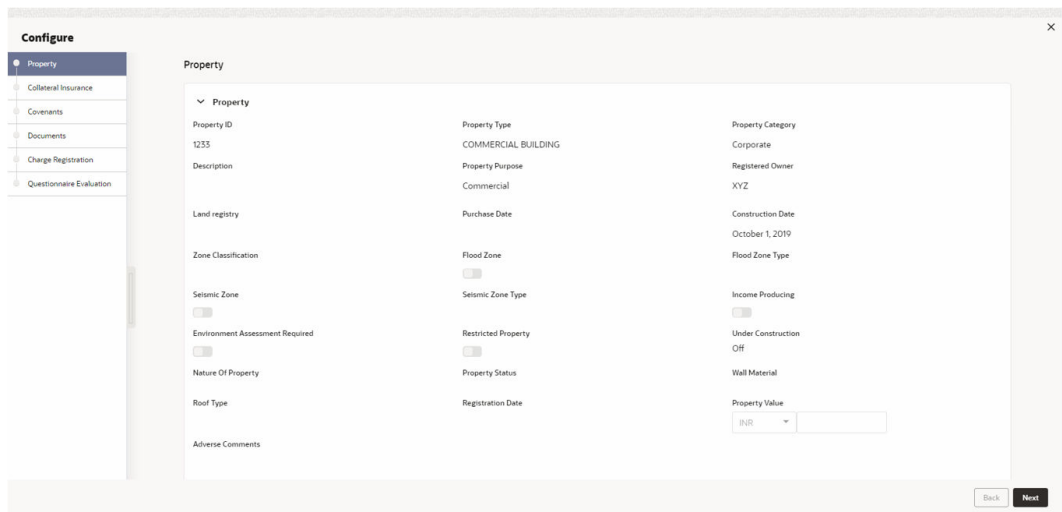 Configure
Property
Collateral Insurance
Covenants
Documents
Charge Registration
Questionnaire Evaluation
Property
Property
Property ID Property Type Property Category
1233 COMMERCIAL BUILDING Corporate
Description Property Purpose Registered Owner
Commercial XYZ
Land registry Purchase Date Construction Date
October 1, 2019
Zone Classification Flood Zone Flood Zone Type
Seismic Zone Seismic Zone Type Income Producing
Environment Assessment Required Restricted Property Under Construction
Off
Nature Of Property Property Status Wall Material
Roof Type Registration Date Property Value
INR
Adverse Comments
Back Next